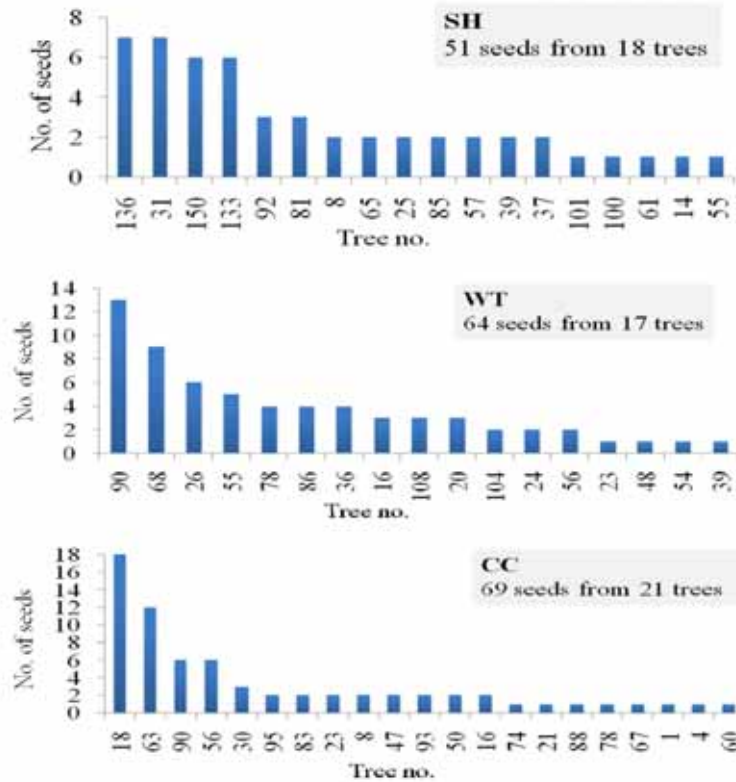 SH
51 seeds from 18 trees
No. of seeds
8
6
4
2
0
136 31 150 133 92 81 8 65 25 85 57 39 37 101 100 61 14 55
Tree no.
WT
64 seeds from 17 trees
No. of seeds
14
12
10
8
6
4
2
0
90 68 26 55 78 86 36 16 108 20 104 24 56 23 48 54 39
Tree no.
CC
69 seeds from 21 trees
No. of seeds
18
16
14
12
10
8
6
4
2
0
18 63 90 56 30 95 83 23 8 47 93 50 16 74 21 88 78 67 1 4 60
Tree no.